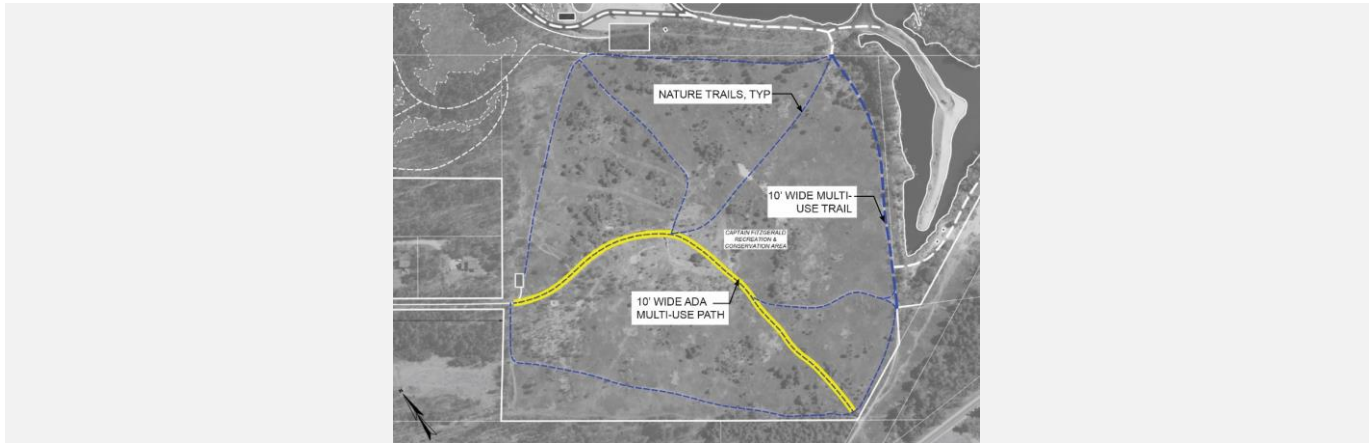 NATURE TRAILS, TYP
10' WIDE MULTI-
USE TRAIL
CAPTAIN FITZGERALD
RECREATION &
CONSERVATION AREA
10' WIDE ADA
MULTI-USE PATH